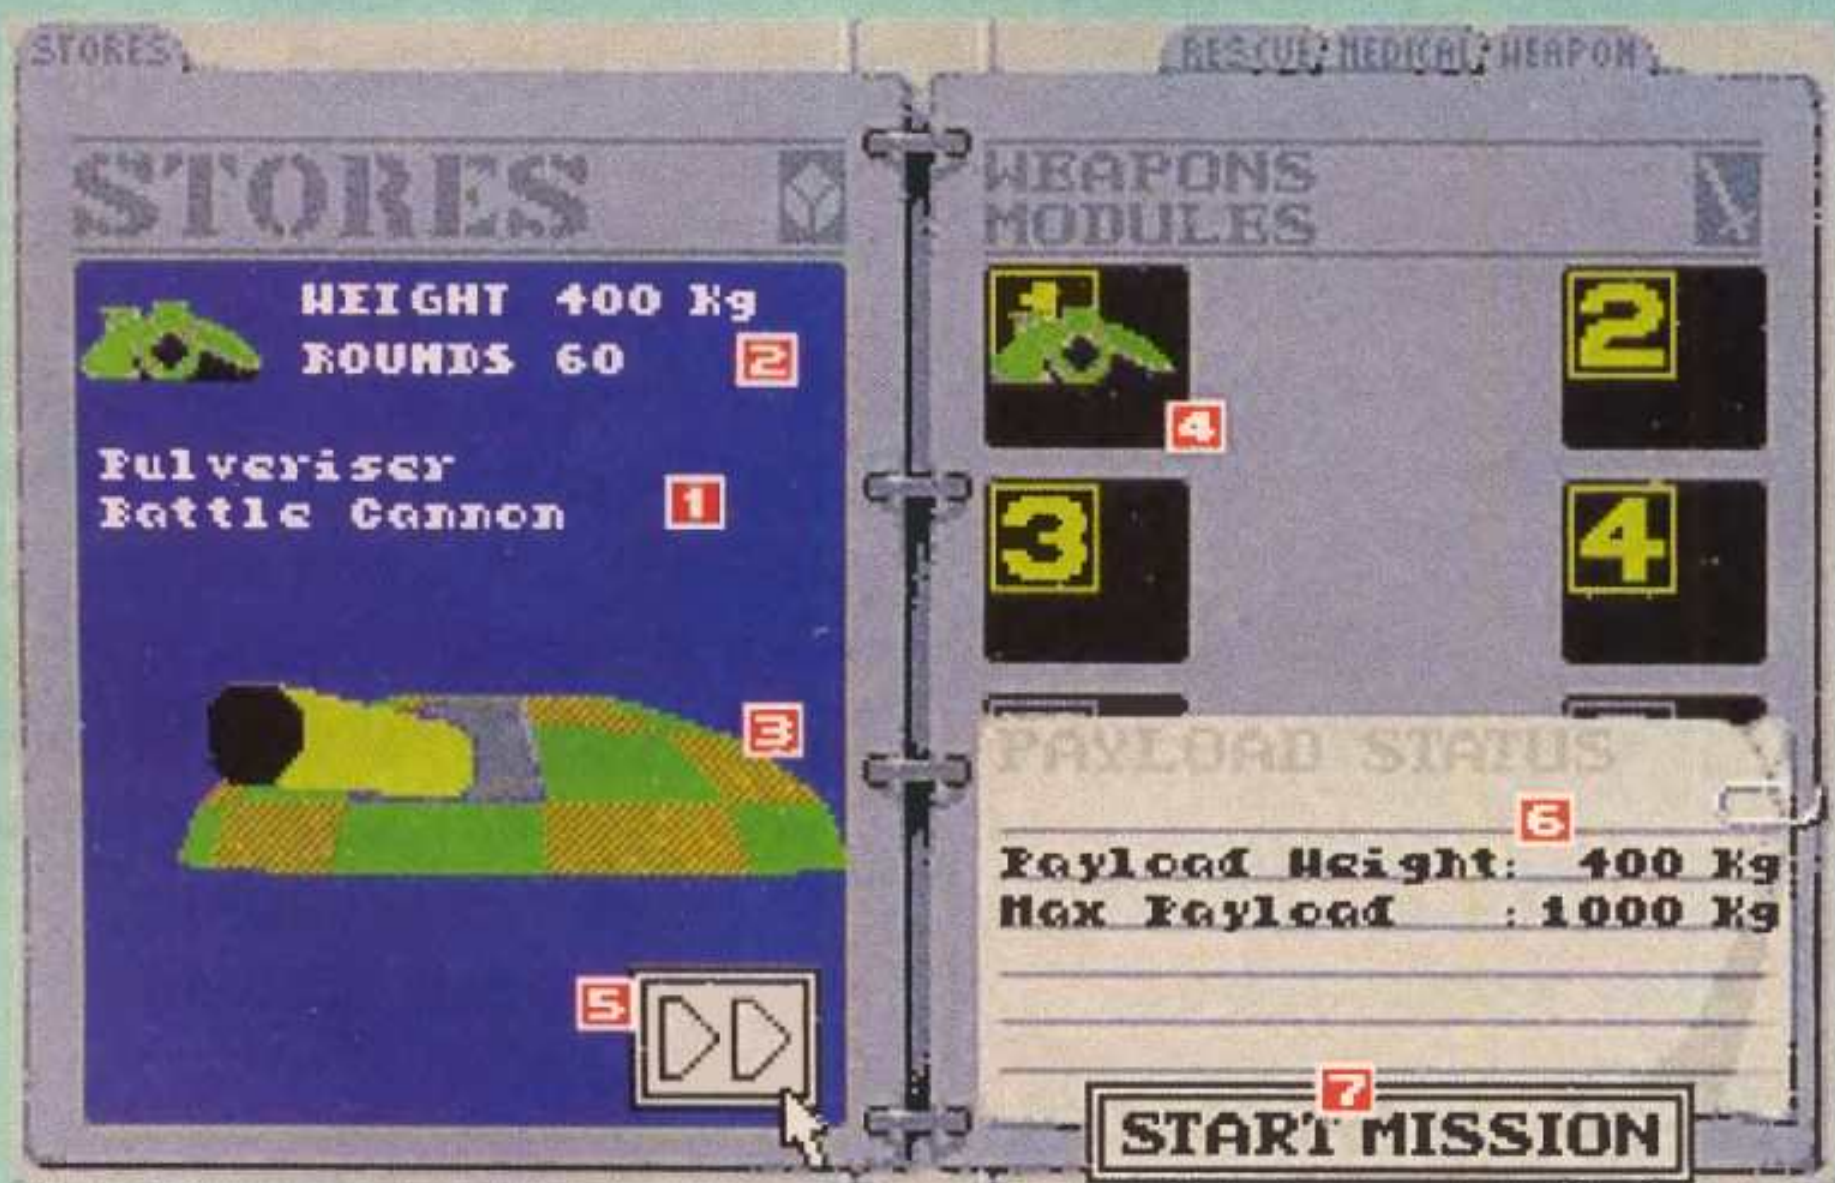 STORES
RESCUE MEDICAL WEAPON
STORES
WEIGHT 400 Kg
ROUNDS 60
2
Pulveriser
Battle Cannon
1
3
5
WEAPONS
MODULES
1
2
4
3
4
PAYLOAD STATUS
6
Payload Weight: 400 Kg
Max Payload : 1000 Kg
7
START MISSION